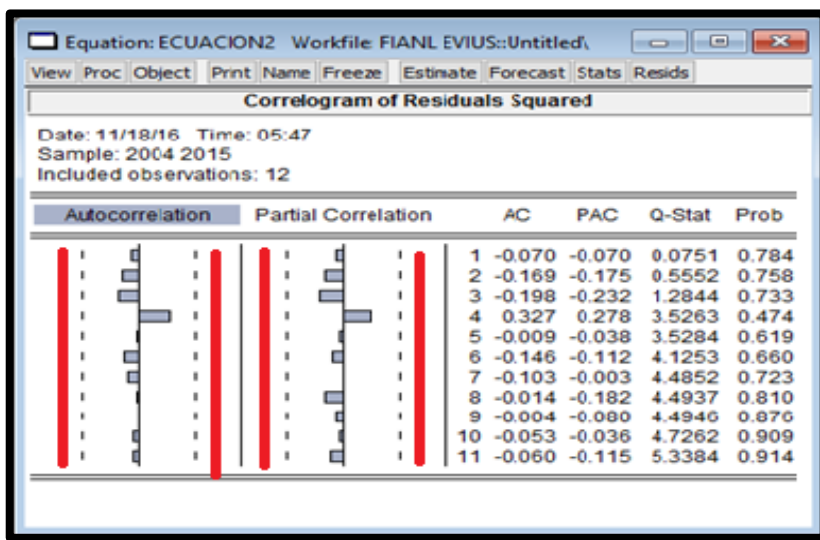 Equation: ECUACION2 Workfile: FIANL EVIUS::Untitled\
View Proc Object Print Name Freeze Estimate Forecast Stats Resids
Correlogram of Residuals Squared
Date: 11/18/16 Time: 05:47
Sample: 2004 2015
Included observations: 12
Autocorrelation Partial Correlation AC PAC Q-Stat Prob
1 -0.070 -0.070 0.0751 0.784
2 -0.169 -0.175 0.5552 0.758
3 -0.198 -0.232 1.2844 0.733
4 0.327 0.278 3.5263 0.474
5 -0.009 -0.038 3.5284 0.619
6 -0.146 -0.112 4.1253 0.660
7 -0.103 -0.003 4.4852 0.723
8 -0.014 -0.182 4.4937 0.810
9 -0.004 -0.080 4.4946 0.876
10 -0.053 -0.036 4.7262 0.909
11 -0.060 -0.115 5.3384 0.914